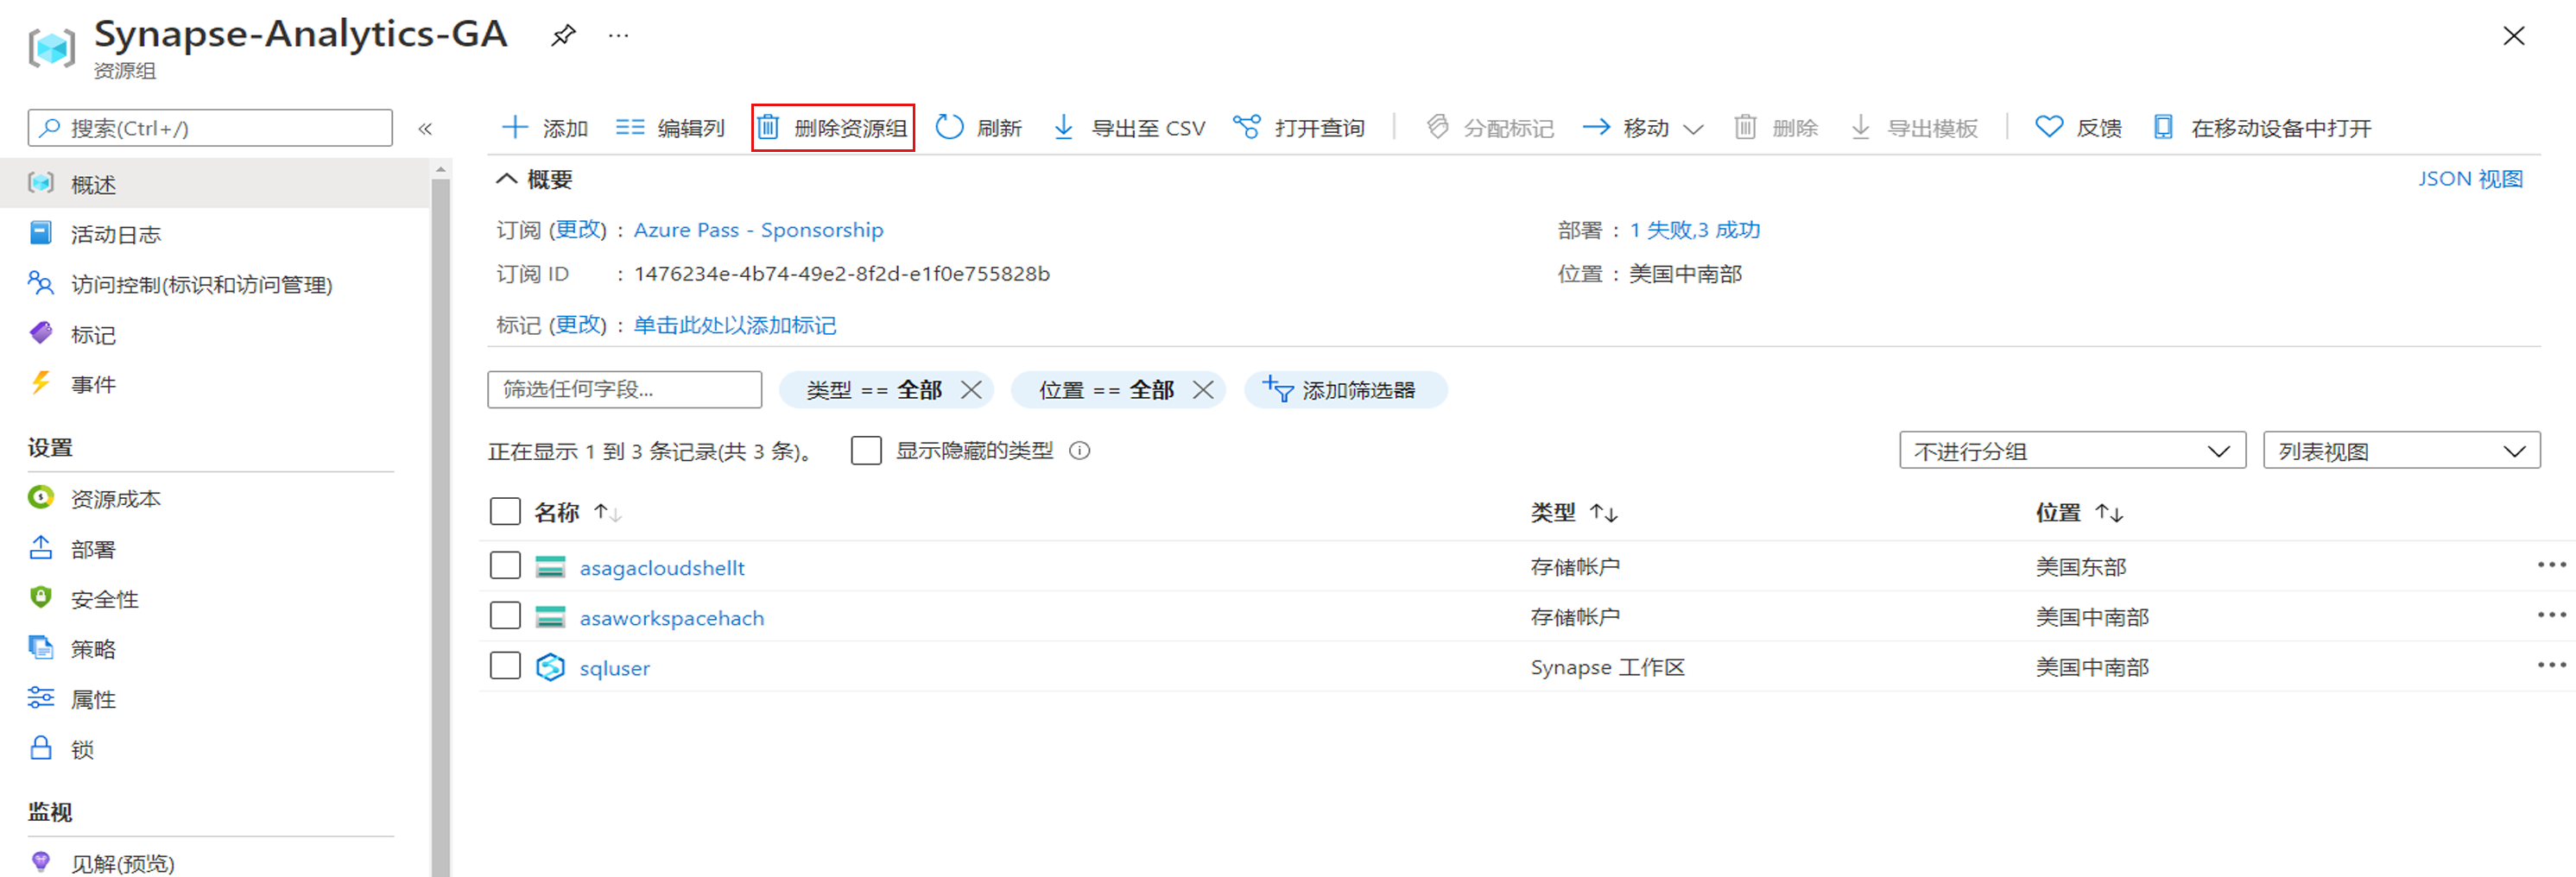 Synapse-Analytics-GA
资源组
搜索(Ctrl+/)
概述
活动日志
访问控制(标识和访问管理)
标记
事件
设置
资源成本
部署
安全性
策略
属性
锁
监视
见解(预览)
添加 编辑列 删除资源组 刷新 导出至 CSV 打开查询 分配标记 移动 删除 导出模板 反馈 在移动设备中打开
概要 JSON 视图
订阅 (更改) : Azure Pass - Sponsorship 部署 : 1 失败,3 成功
订阅 ID : 1476234e-4b74-49e2-8f2d-e1f0e755828b 位置 : 美国中南部
标记 (更改) : 单击此处以添加标记
筛选任何字段... 类型 == 全部 位置 == 全部 添加筛选器
正在显示 1 到 3 条记录(共 3 条)。 显示隐藏的类型 不进行分组 列表视图
名称 类型 位置
asagacloudshellt 存储帐户 美国东部
asaworkspacehach 存储帐户 美国中南部
sqluser Synapse 工作区 美国中南部